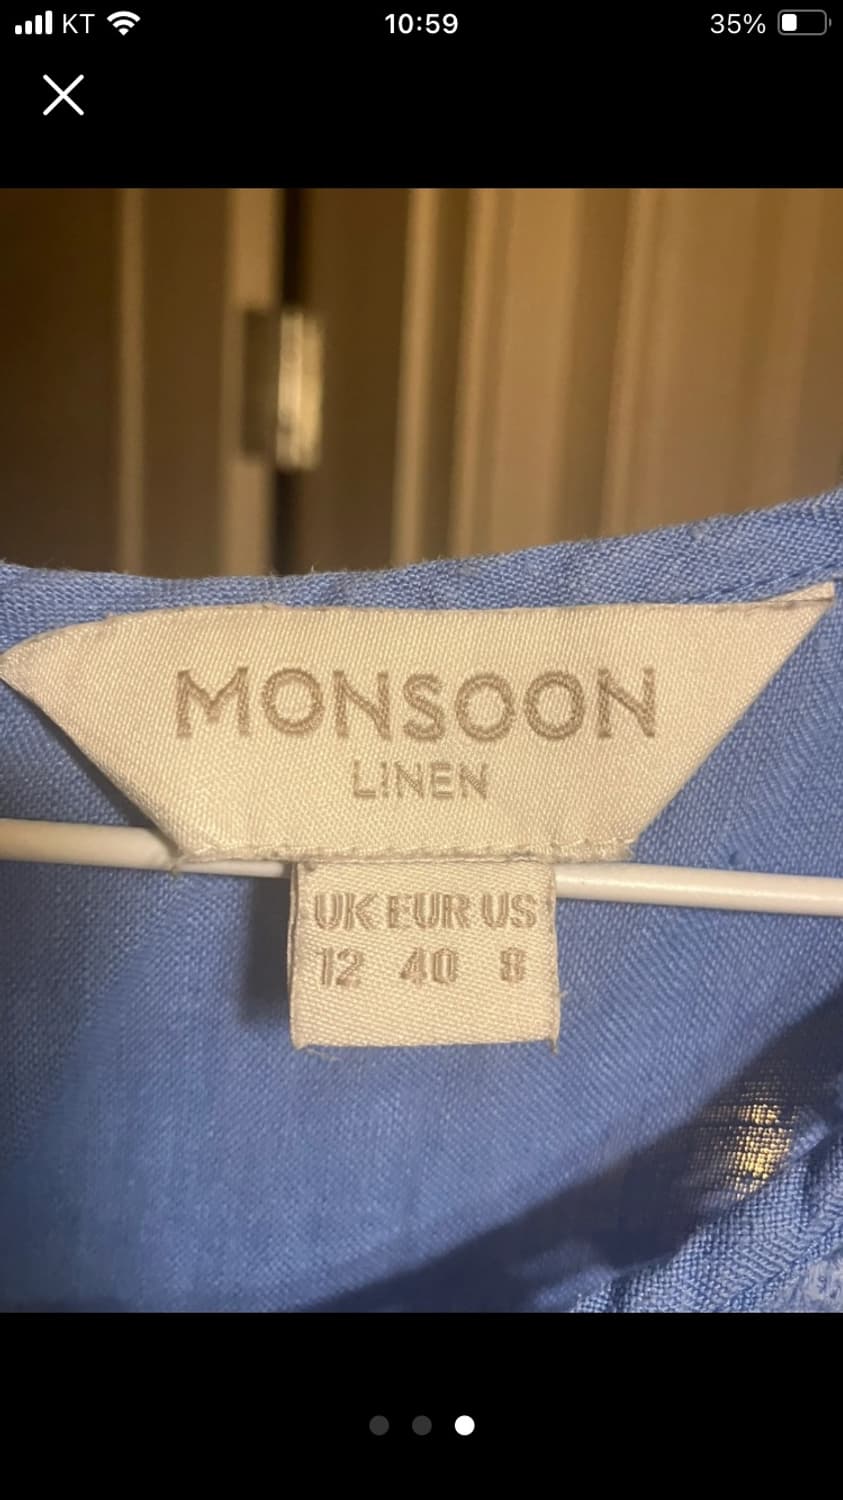 KT 10:59 35%
MONSOON
LINEN
UK EUR US
12 40 8